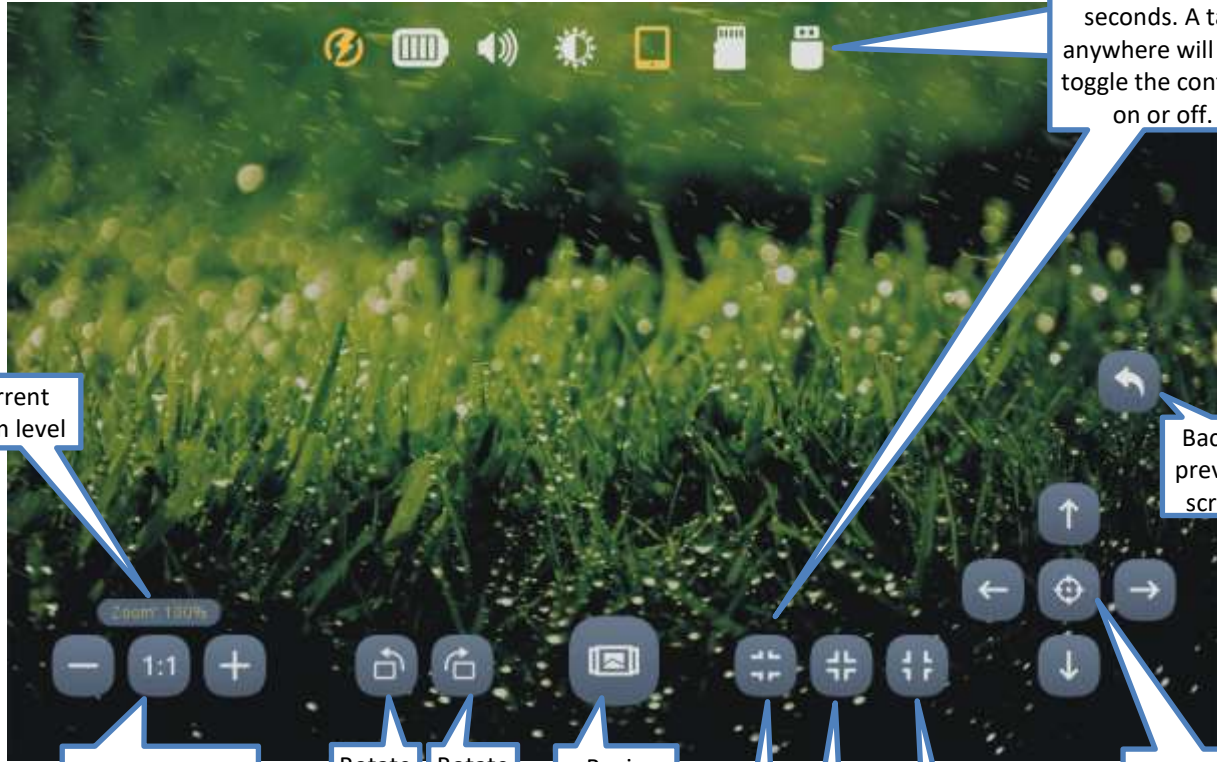 seconds. A ta
anywhere will
toggle the con
on or off.
rrent
level
Bac
prev
scr
Zoom: 100%
1:1
Rotate Rotate